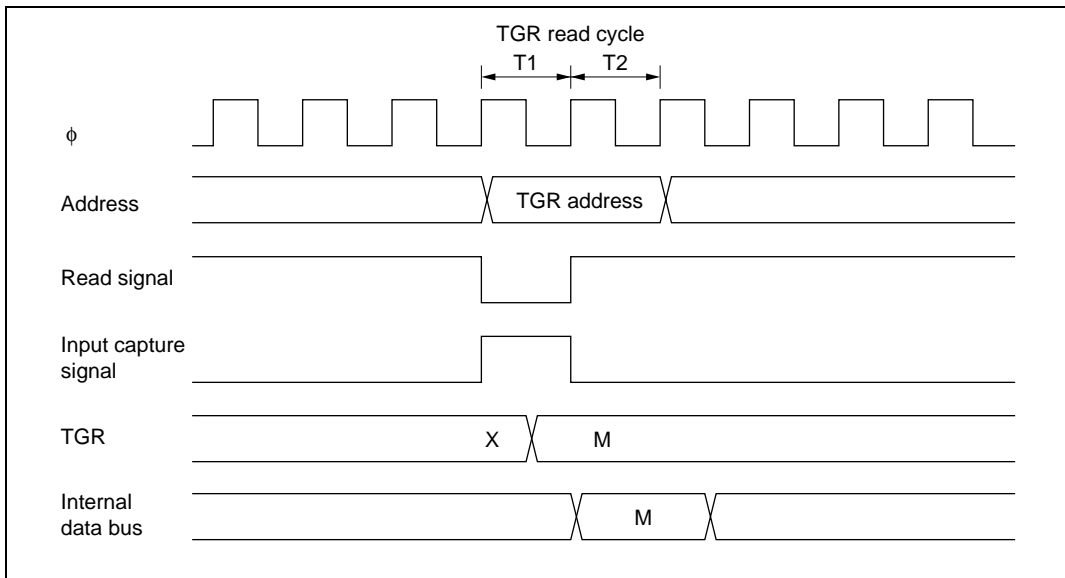 TGR read cycle
T1 T2
ϕ
Address
TGR address
Read signal
Input capture
signal
TGR
X
M
Internal
data bus
M